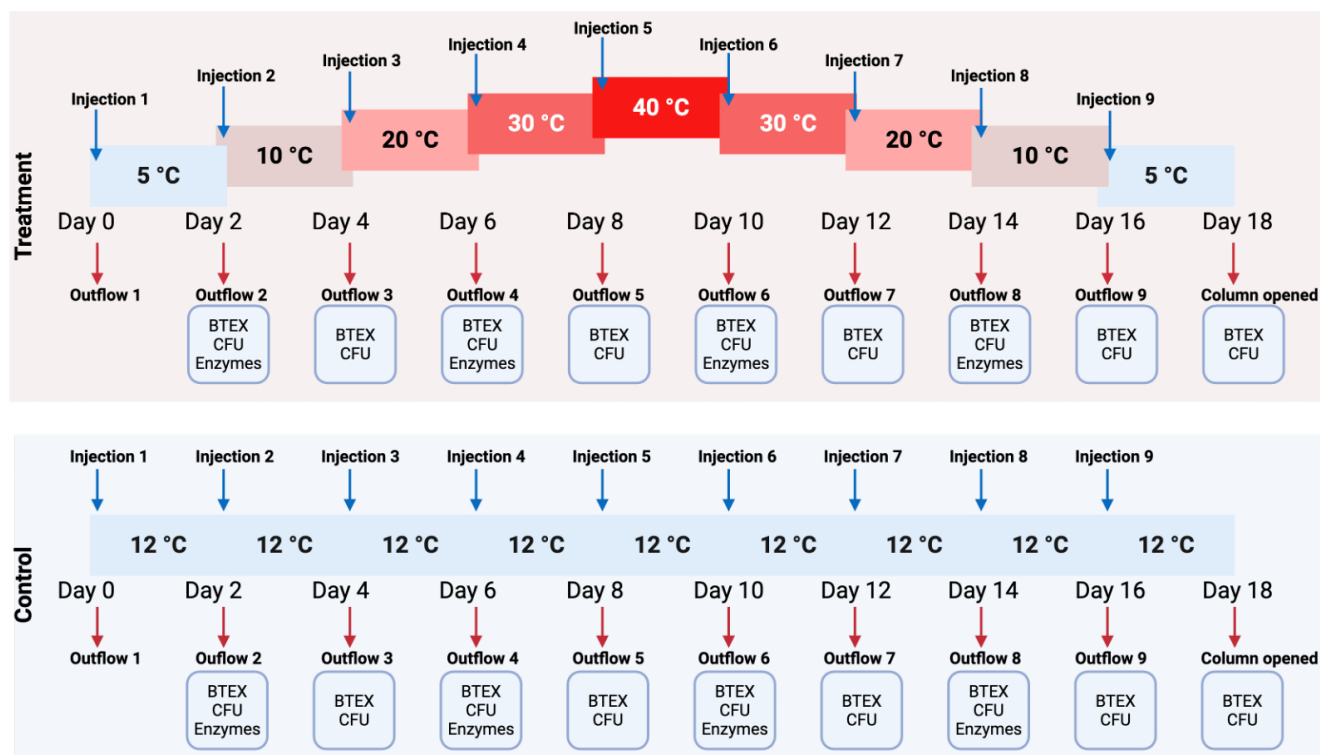 Treatment
Injection 1
Injection 2
Injection 3
Injection 4
Injection 5
Injection 6
Injection 7
Injection 8
Injection 9
5 °C
10 °C
20 °C
30 °C
40 °C
30 °C
20 °C
10 °C
5 °C
Day 0
Day 2
Day 4
Day 6
Day 8
Day 10
Day 12
Day 14
Day 16
Day 18
Outflow 1
Outflow 2
Outflow 3
Outflow 4
Outflow 5
Outflow 6
Outflow 7
Outflow 8
Outflow 9
Column opened
BTEX
CFU
Enzymes
BTEX
CFU
BTEX
CFU
Enzymes
BTEX
CFU
BTEX
CFU
Enzymes
BTEX
CFU
BTEX
CFU
Enzymes
BTEX
CFU
BTEX
CFU
Control
Injection 1
Injection 2
Injection 3
Injection 4
Injection 5
Injection 6
Injection 7
Injection 8
Injection 9
12 °C
12 °C
12 °C
12 °C
12 °C
12 °C
12 °C
12 °C
12 °C
Day 0
Day 2
Day 4
Day 6
Day 8
Day 10
Day 12
Day 14
Day 16
Day 18
Outflow 1
Ouflow 2
Outflow 3
Outflow 4
Outflow 5
Outflow 6
Outflow 7
Outflow 8
Outflow 9
Column opened
BTEX
CFU
Enzymes
BTEX
CFU
BTEX
CFU
Enzymes
BTEX
CFU
BTEX
CFU
Enzymes
BTEX
CFU
BTEX
CFU
Enzymes
BTEX
CFU
BTEX
CFU